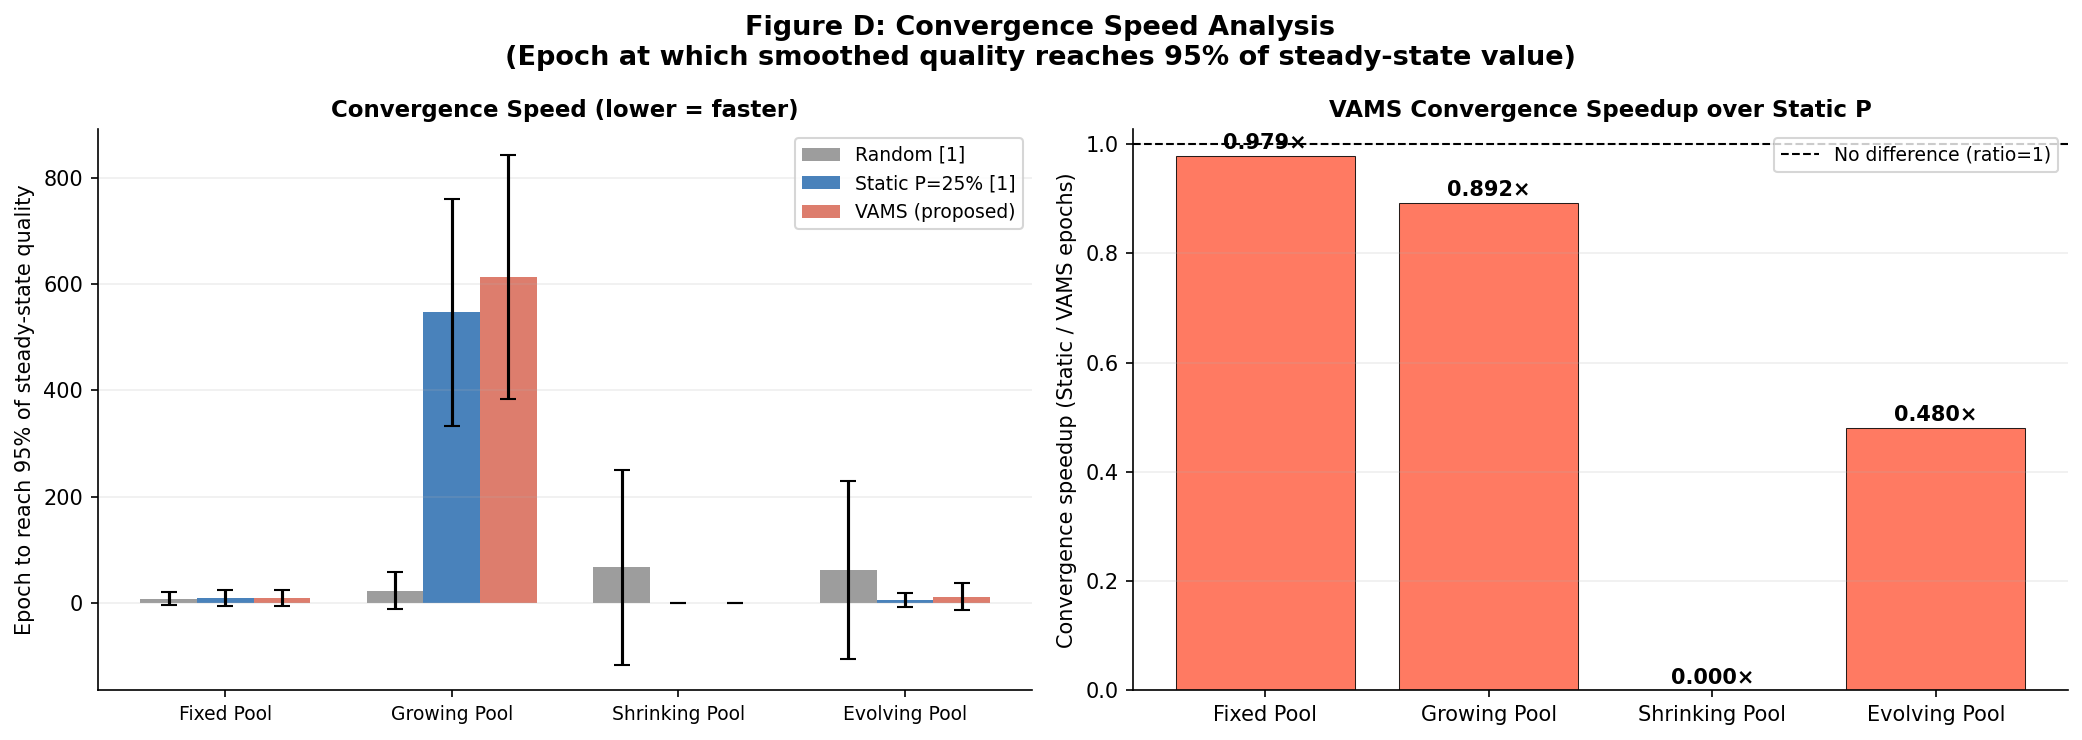 Figure D: Convergence Speed Analysis
(Epoch at which smoothed quality reaches 95% of steady-state value)
Convergence Speed (lower = faster)
Epoch to reach 95% of steady-state quality
800
600
400
200
0
Random [1]
Static P=25% [1]
VAMS (proposed)
Fixed Pool
Growing Pool
Shrinking Pool
Evolving Pool
VAMS Convergence Speedup over Static P
Convergence speedup (Static / VAMS epochs)
1.0
0.8
0.6
0.4
0.2
0.0
No difference (ratio=1)
0.979×
0.892×
0.000×
0.480×
Fixed Pool
Growing Pool
Shrinking Pool
Evolving Pool